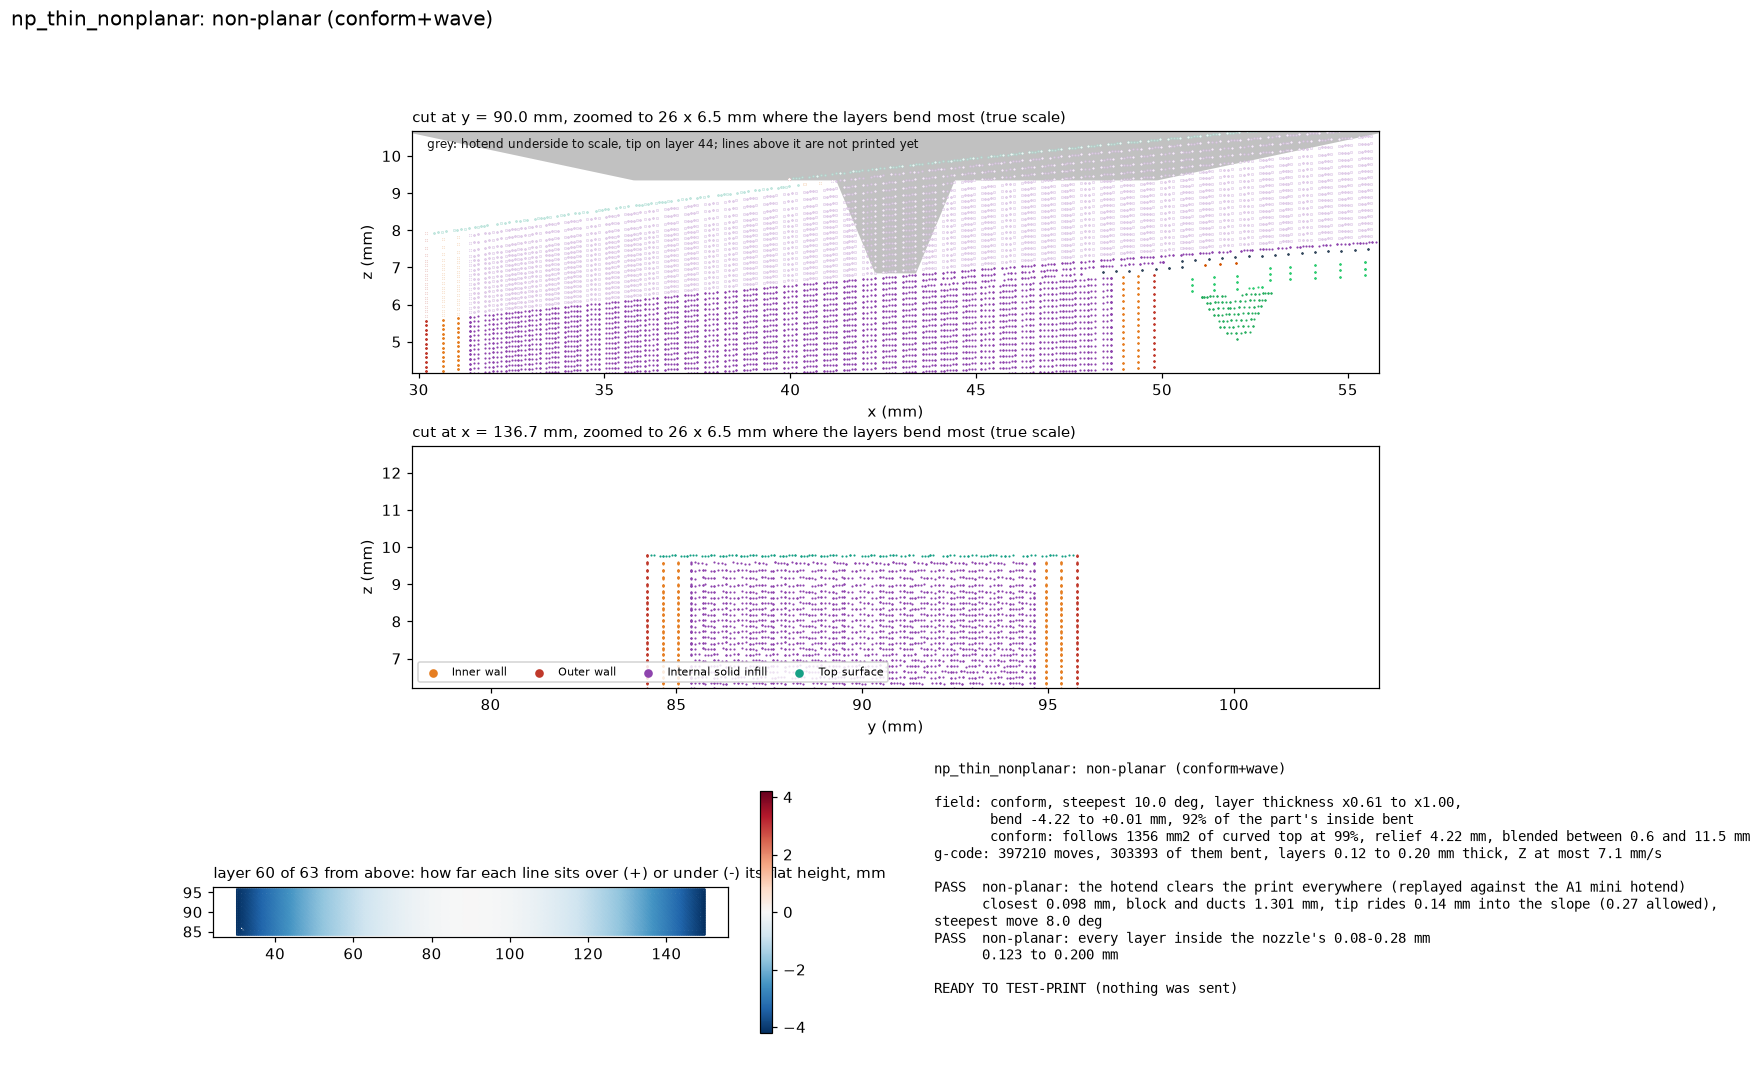 np_thin_nonplanar: non-planar (conform+wave)
cut at y = 90.0 mm, zoomed to 26 x 6.5 mm where the layers bend most (true scale)
grey: hotend underside to scale, tip on layer 44; lines above it are not printed yet
10
9
8
7
6
5
z (mm)
30 35 40 45 50 55
x (mm)
cut at x = 136.7 mm, zoomed to 26 x 6.5 mm where the layers bend most (true scale)
12
11
10
9
8
7
z (mm)
Inner wall Outer wall Internal solid infill Top surface
80 85 90 95 100
y (mm)
layer 60 of 63 from above: how far each line sits over (+) or under (-) its flat height, mm
95
90
85
40 60 80 100 120 140
4
2
0
−2
−4
np_thin_nonplanar: non-planar (conform+wave)
field: conform, steepest 10.0 deg, layer thickness x0.61 to x1.00,
bend -4.22 to +0.01 mm, 92% of the part's inside bent
conform: follows 1356 mm2 of curved top at 99%, relief 4.22 mm, blended between 0.6 and 11.5 mm
g-code: 397210 moves, 303393 of them bent, layers 0.12 to 0.20 mm thick, Z at most 7.1 mm/s
PASS non-planar: the hotend clears the print everywhere (replayed against the A1 mini hotend)
closest 0.098 mm, block and ducts 1.301 mm, tip rides 0.14 mm into the slope (0.27 allowed),
steepest move 8.0 deg
PASS non-planar: every layer inside the nozzle's 0.08-0.28 mm
0.123 to 0.200 mm
READY TO TEST-PRINT (nothing was sent)